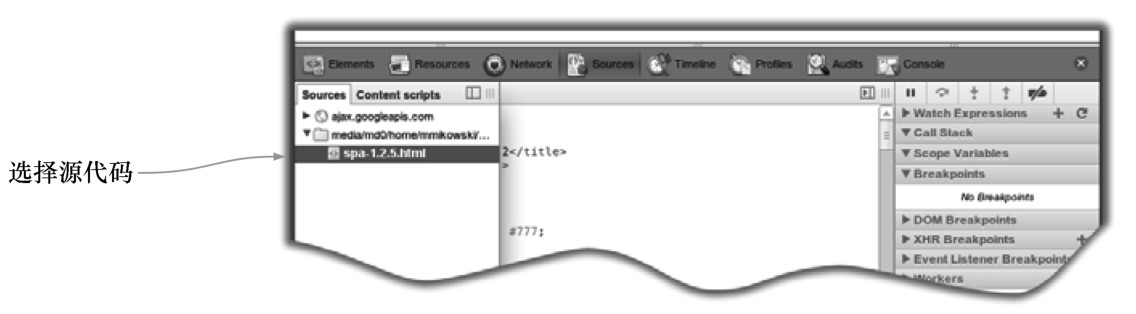 Elements Resources Network Sources Timeline Profiles Audits Console
Sources Content scripts
ajax.googleapis.com
media/md0/home/mmikowski/...
spa-1.2.5.html
选择源代码
2</title>
>
#777;
Watch Expressions
Call Stack
Scope Variables
Breakpoints
No Breakpoints
DOM Breakpoints
XHR Breakpoints
Event Listener Breakpoints
Workers